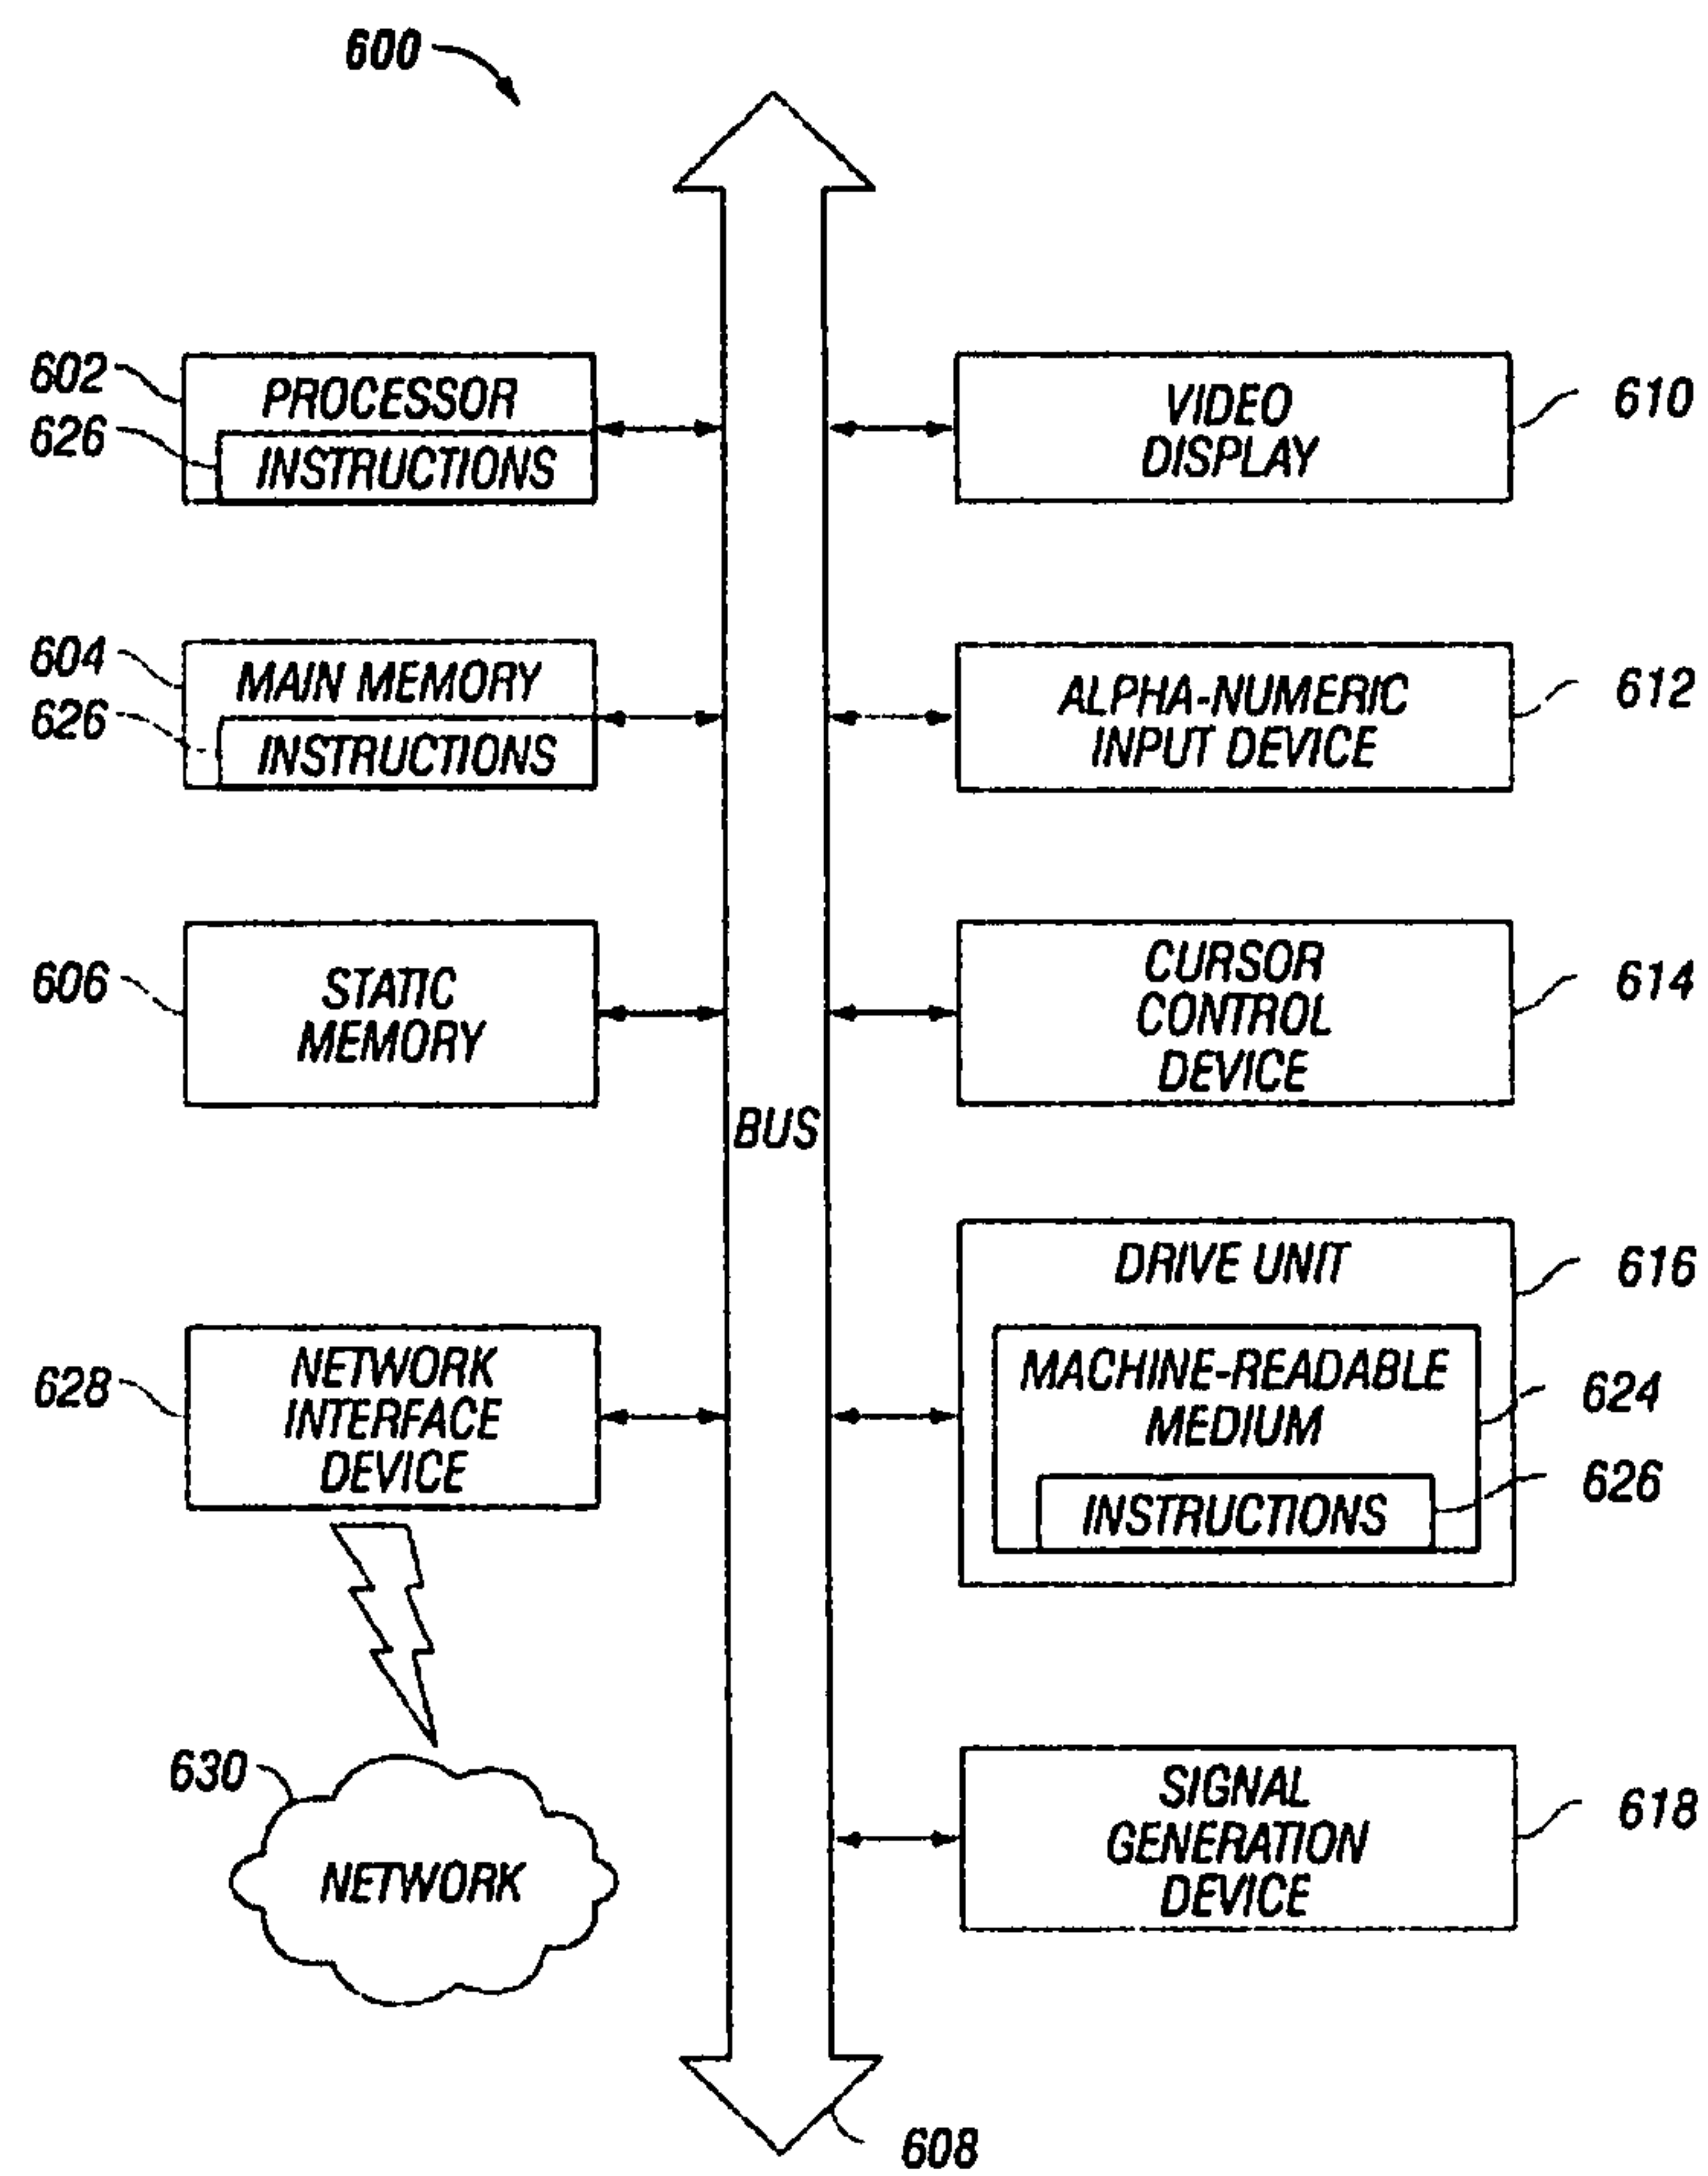 600
602
PROCESSOR
626
INSTRUCTIONS
VIDEO
DISPLAY
610
604
MAIN MEMORY
626
INSTRUCTIONS
ALPHA-NUMERIC
INPUT DEVICE
612
606
STATIC
MEMORY
CURSOR
CONTROL
DEVICE
614
BUS
628
NETWORK
INTERFACE
DEVICE
DRIVE UNIT
616
MACHINE-READABLE
MEDIUM
624
INSTRUCTIONS
626
630
NETWORK
SIGNAL
GENERATION
DEVICE
618
608